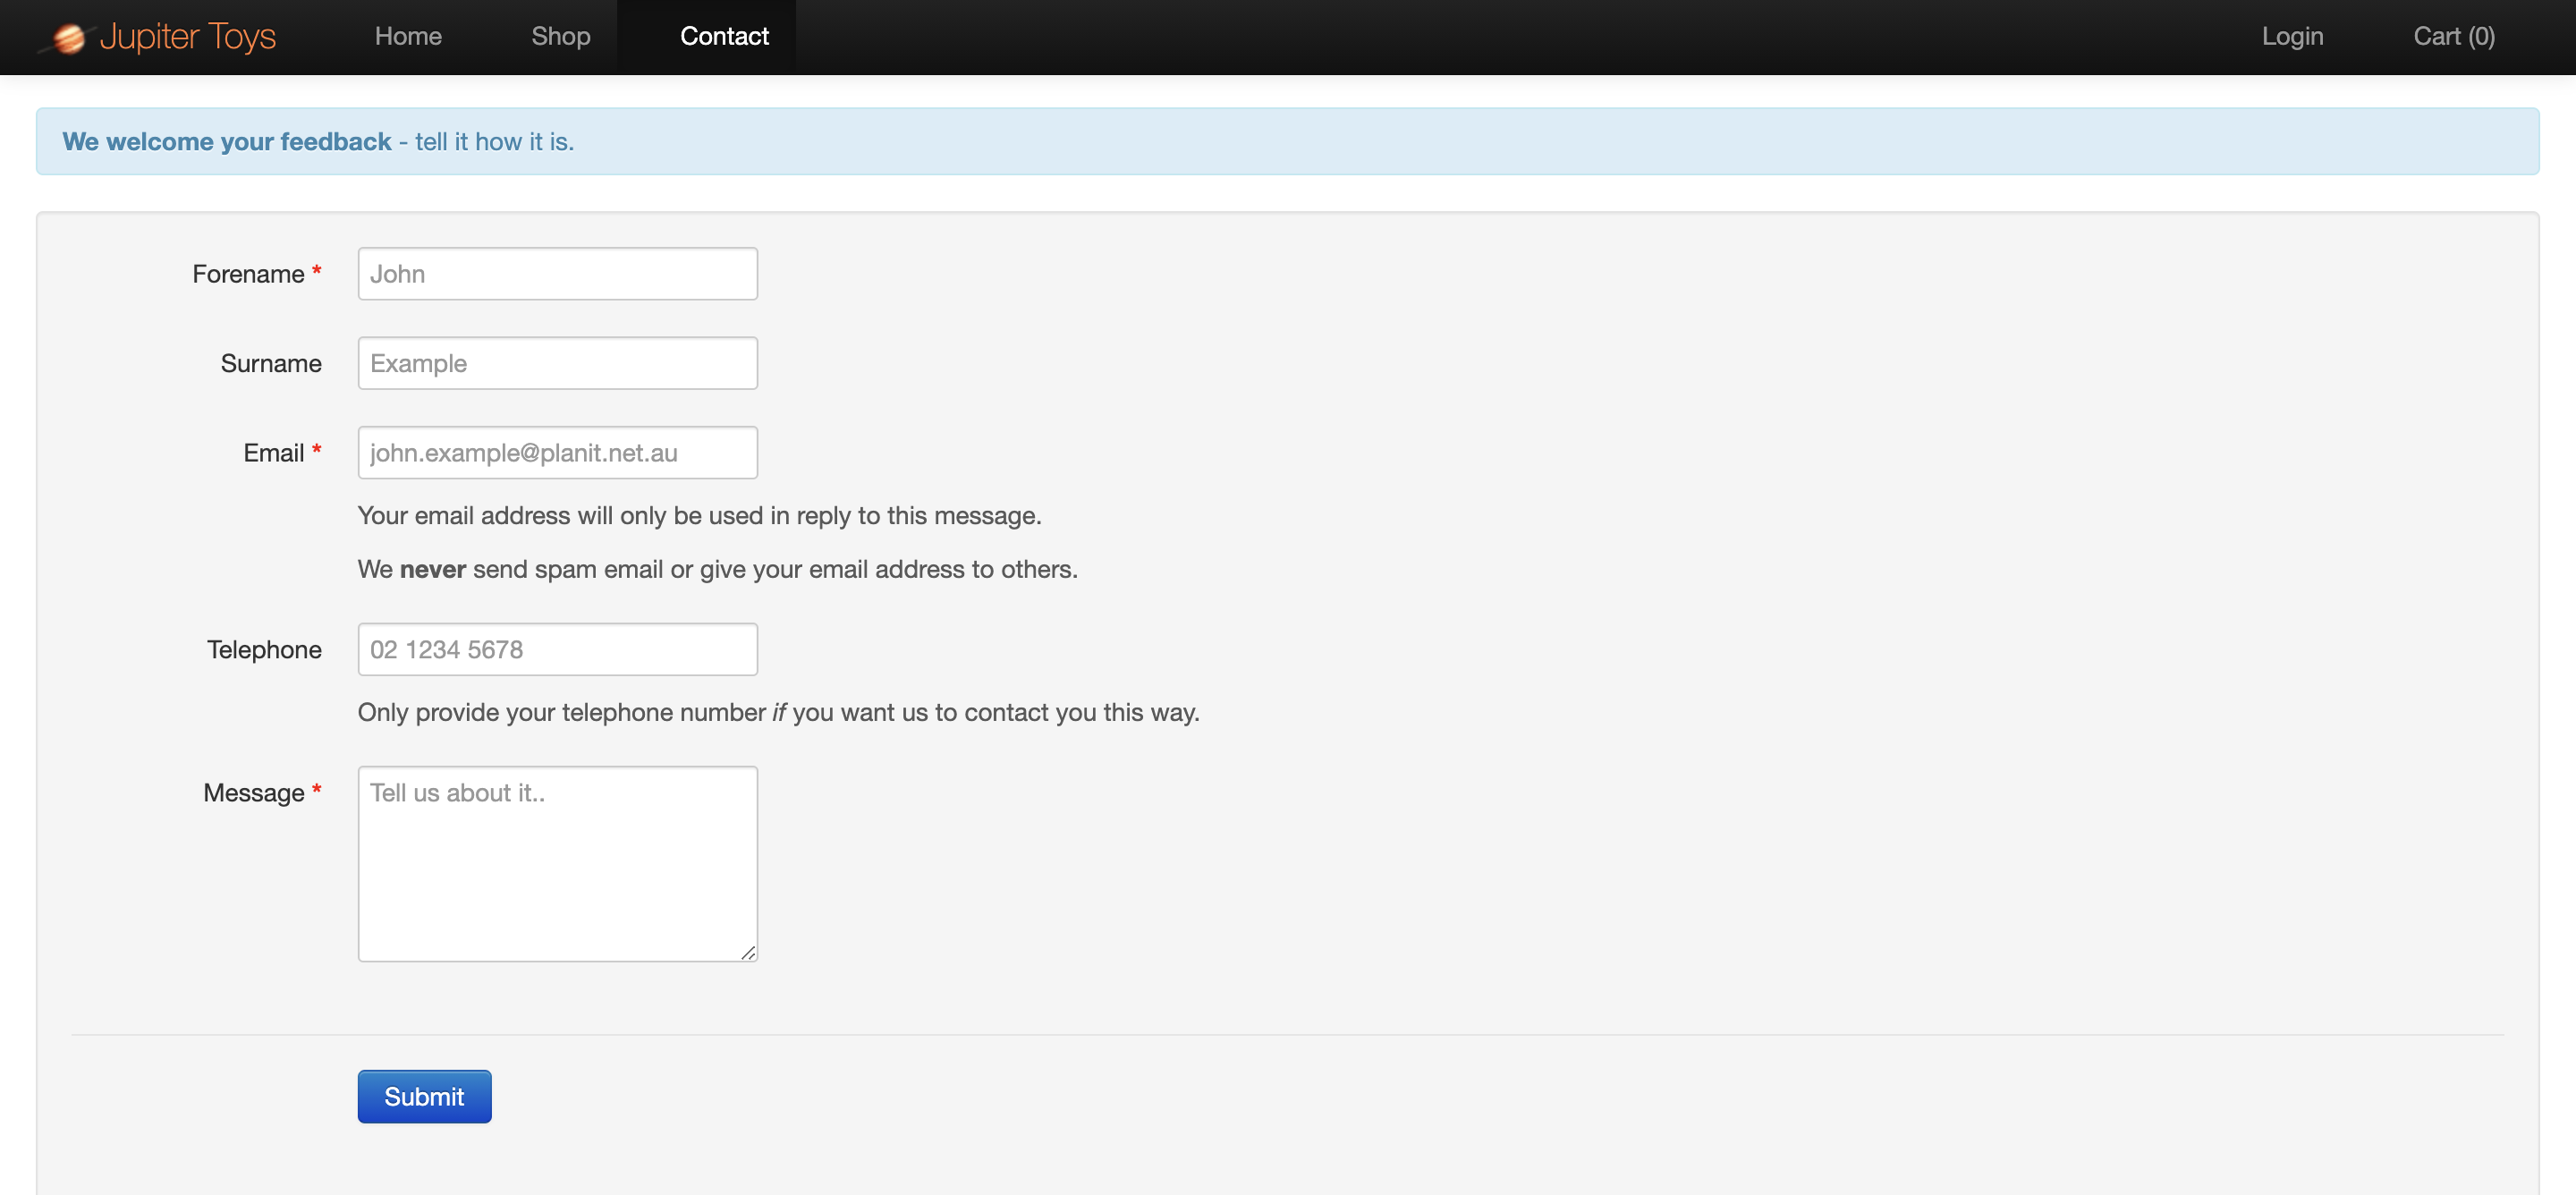 Jupiter Toys Home Shop Contact Login Cart (0)
We welcome your feedback - tell it how it is.
Forename * John
Surname Example
Email * john.example@planit.net.au
Your email address will only be used in reply to this message.
We never send spam email or give your email address to others.
Telephone 02 1234 5678
Only provide your telephone number if you want us to contact you this way.
Message * Tell us about it..
Submit